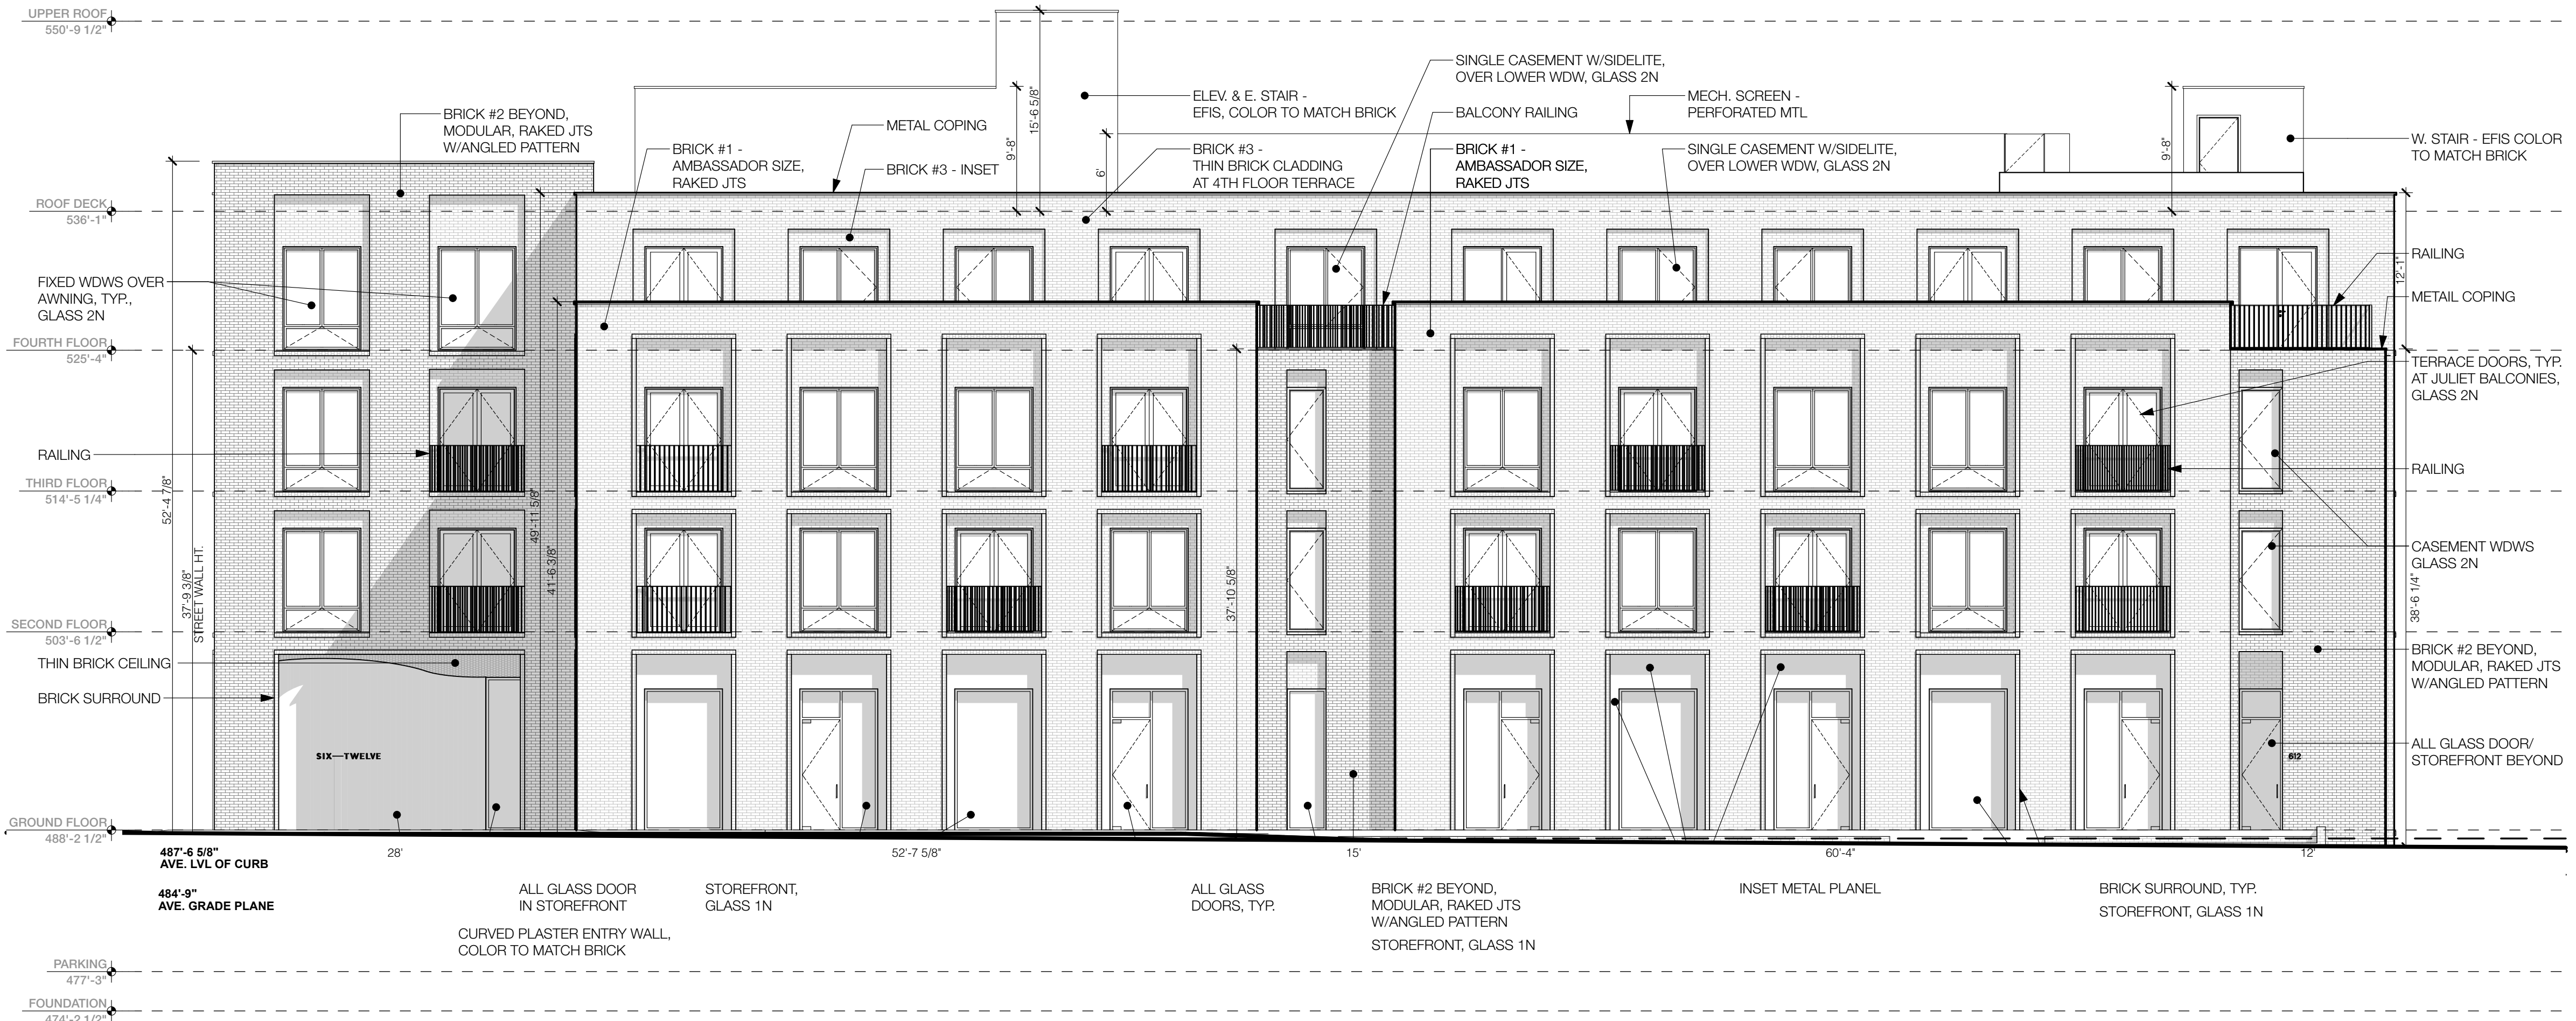 UPPER ROOF
550'-9 1/2"
SINGLE CASEMENT W/SIDELITE,
OVER LOWER WDW, GLASS 2N
ELEV. & E. STAIR -
EFIS, COLOR TO MATCH BRICK
BALCONY RAILING
MECH. SCREEN -
PERFORATED MTL
BRICK #2 BEYOND,
MODULAR, RAKED JTS
W/ANGLED PATTERN
METAL COPING
9'-8"
15'-6 5/8"
6'
9'-8"
W. STAIR - EFIS COLOR
TO MATCH BRICK
BRICK #1 -
AMBASSADOR SIZE,
RAKED JTS
BRICK #3 - INSET
BRICK #3 -
THIN BRICK CLADDING
AT 4TH FLOOR TERRACE
BRICK #1 -
AMBASSADOR SIZE,
RAKED JTS
SINGLE CASEMENT W/SIDELITE,
OVER LOWER WDW, GLASS 2N
ROOF DECK
536'-1"
RAILING
12'-1"
FIXED WDWS OVER
AWNING, TYP.,
GLASS 2N
METAIL COPING
FOURTH FLOOR
525'-4"
TERRACE DOORS, TYP.
AT JULIET BALCONIES,
GLASS 2N
RAILING
RAILING
THIRD FLOOR
514'-5 1/4"
52'-4 7/8"
49'-11 5/8"
37'-9 3/8"
STREET WALL HT.
41'-6 3/8"
37'-10 5/8"
38'-6 1/4"
CASEMENT WDWS
GLASS 2N
SECOND FLOOR
503'-6 1/2"
THIN BRICK CEILING
BRICK #2 BEYOND,
MODULAR, RAKED JTS
W/ANGLED PATTERN
BRICK SURROUND
SIX—TWELVE
612
ALL GLASS DOOR/
STOREFRONT BEYOND
GROUND FLOOR
488'-2 1/2"
487'-6 5/8"
AVE. LVL OF CURB
28'
52'-7 5/8"
15'
60'-4"
12'
484'-9"
AVE. GRADE PLANE
ALL GLASS DOOR
IN STOREFRONT
STOREFRONT,
GLASS 1N
ALL GLASS
DOORS, TYP.
BRICK #2 BEYOND,
MODULAR, RAKED JTS
W/ANGLED PATTERN
STOREFRONT, GLASS 1N
INSET METAL PLANEL
BRICK SURROUND, TYP.
STOREFRONT, GLASS 1N
CURVED PLASTER ENTRY WALL,
COLOR TO MATCH BRICK
PARKING
477'-3"
FOUNDATION
474'-2 1/2"